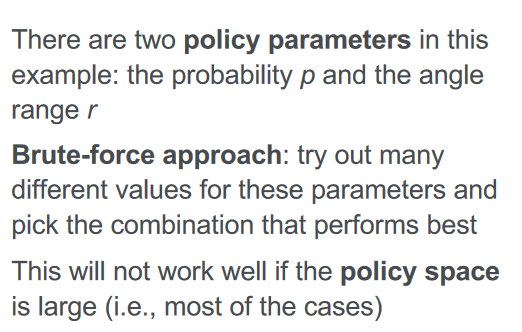 There are two policy parameters in this
example: the probability p and the angle
range r
Brute-force approach: try out many
different values for these parameters and
pick the combination that performs best
This will not work well if the policy space
is large (i.e., most of the cases)